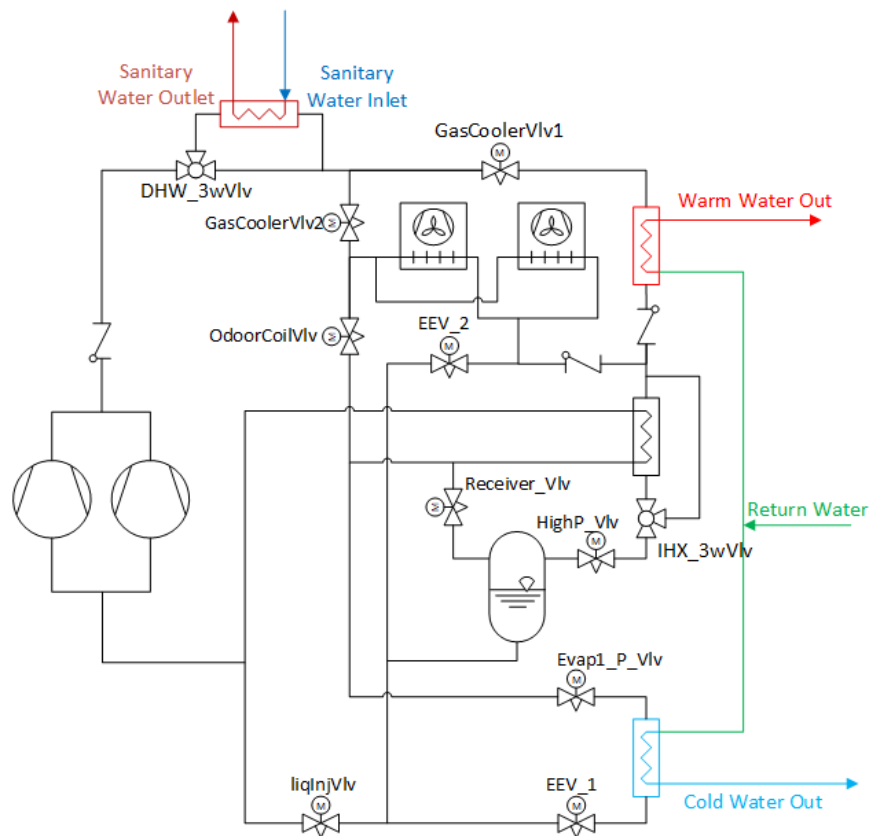 Sanitary
Water Outlet
Sanitary
Water Inlet
GasCoolerVlv1
M
DHW_3wVlv
Warm Water Out
GasCoolerVlv2
M
EEV_2
M
OdoorCoilVlv
M
Receiver_Vlv
M
HighP_Vlv
M
IHX_3wVlv
Return Water
Evap1_P_Vlv
M
liqInjVlv
M
EEV_1
M
Cold Water Out